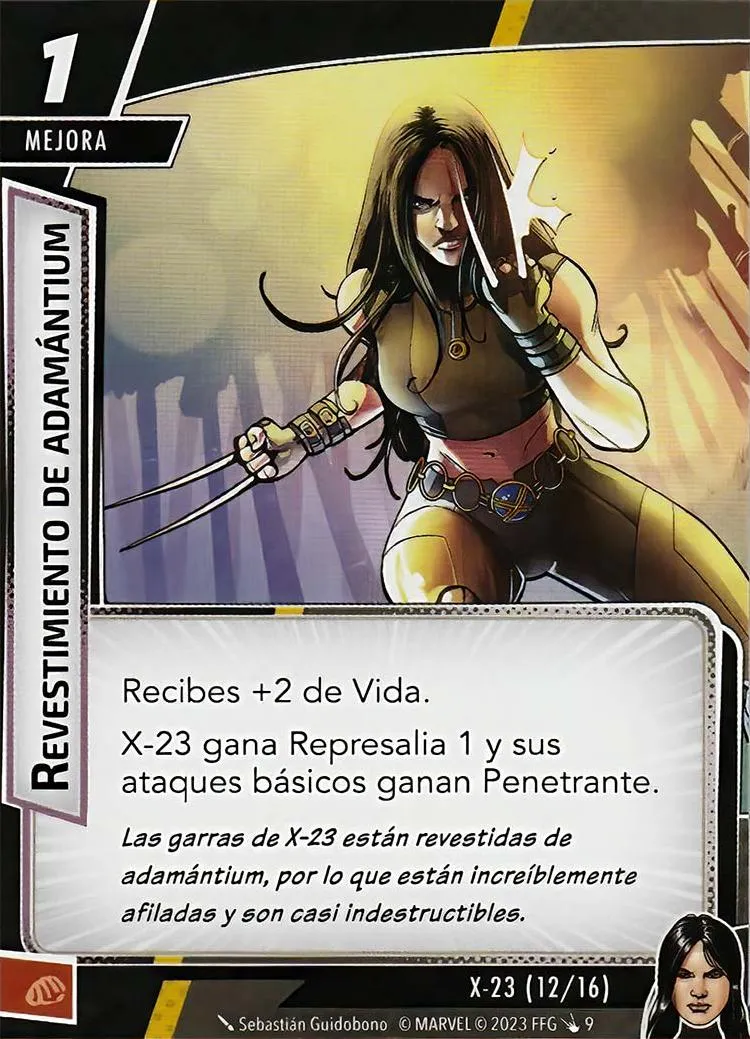 1
MEJORA
REVESTIMIENTO DE ADAMÁNTIUM
Recibes +2 de Vida.
X-23 gana Represalia 1 y sus
ataques básicos ganan Penetrante.
Las garras de X-23 están revestidas de
adamántium, por lo que están increíblemente
afiladas y son casi indestructibles.
X-23 (12/16)
Sebastián Guidobono © MARVEL © 2023 FFG 9